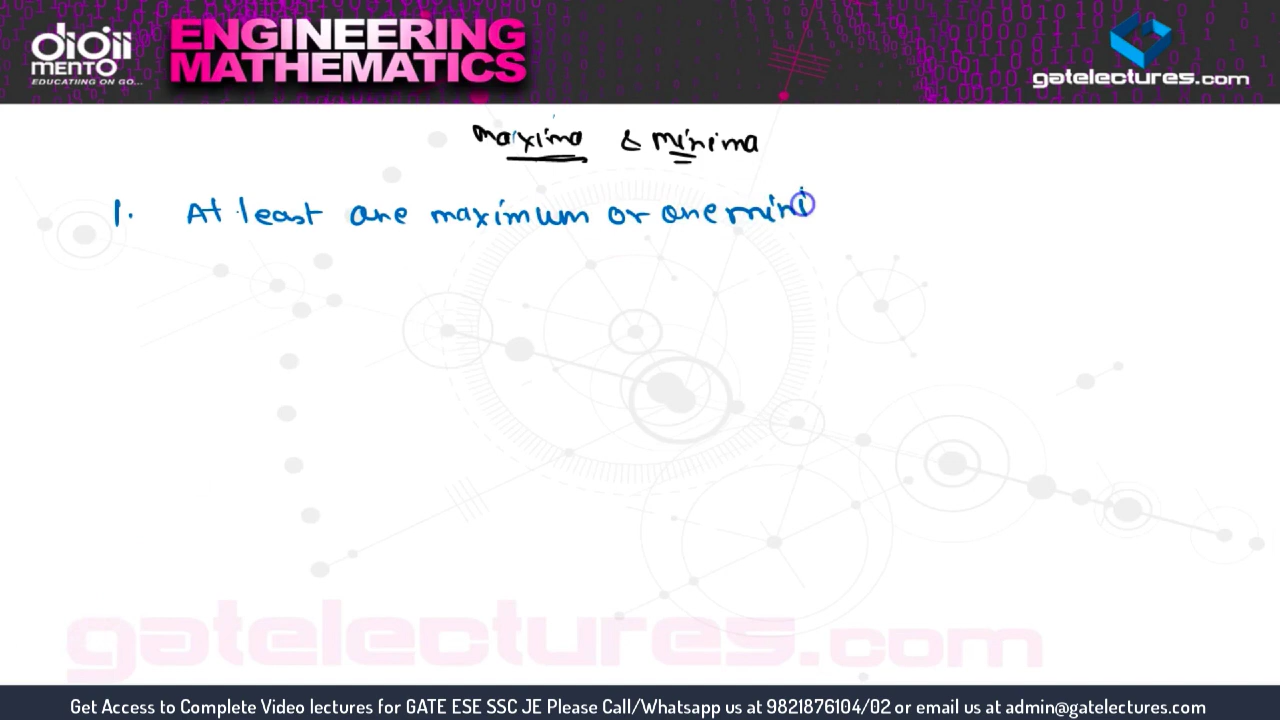 digii
MENTO
EDUCATIING ON GO...
ENGINEERING
MATHEMATICS
gatelectures.com
maxima & minima
1. At least one maximum or one mini
gatelectures.com
Get Access to Complete Video lectures for GATE ESE SSC JE Please Call/Whatsapp us at 9821876104/02 or email us at admin@gatelectures.com